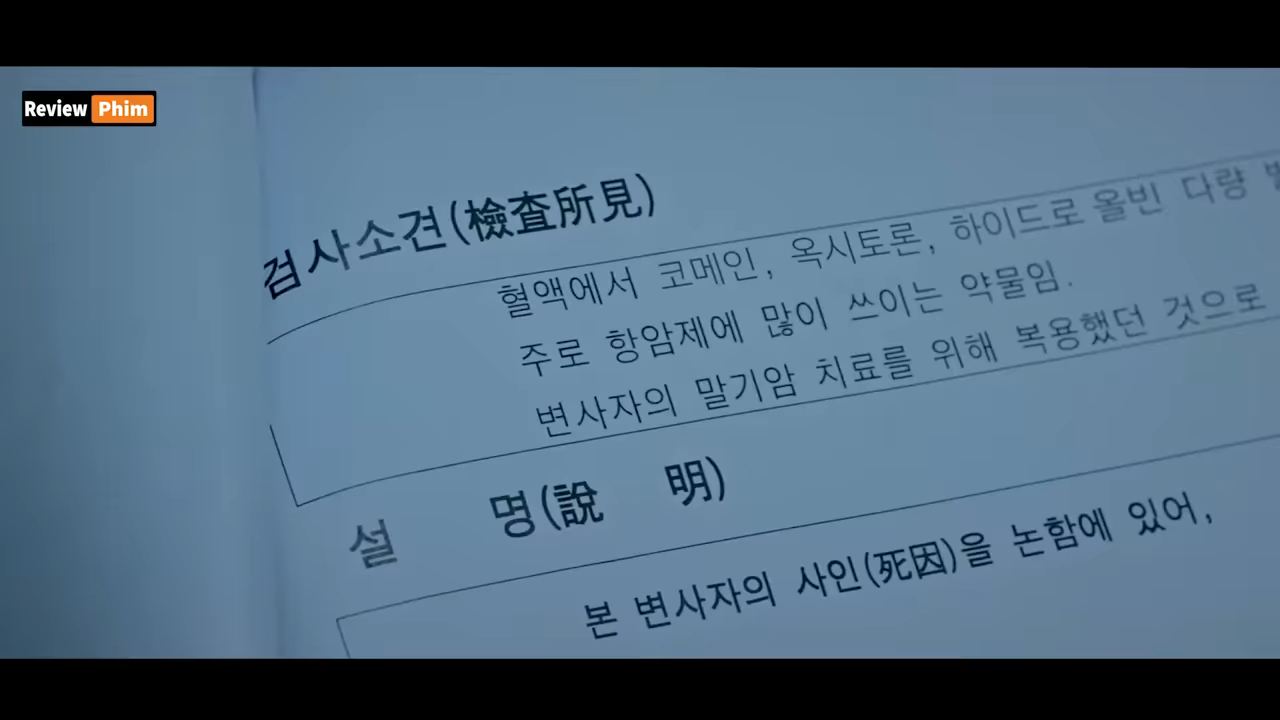 Review Phim
검사소견(檢査所見)
혈액에서 코메인, 옥시토론, 하이드로올빈 다량
주로 항암제에 많이 쓰이는 약물임.
변사자의 말기암 치료를 위해 복용했던 것으로
설 명(說 明)
본 변사자의 사인(死因)을 논함에 있어,